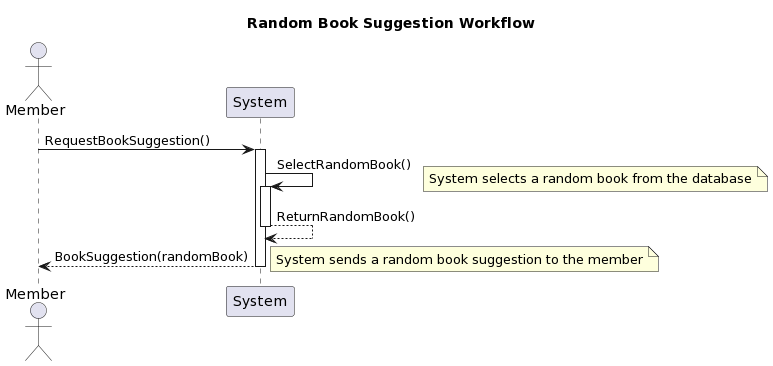 Random Book Suggestion Workflow
Member
System
RequestBookSuggestion()
SelectRandomBook()
System selects a random book from the database
ReturnRandomBook()
BookSuggestion(randomBook)
System sends a random book suggestion to the member
Member
System